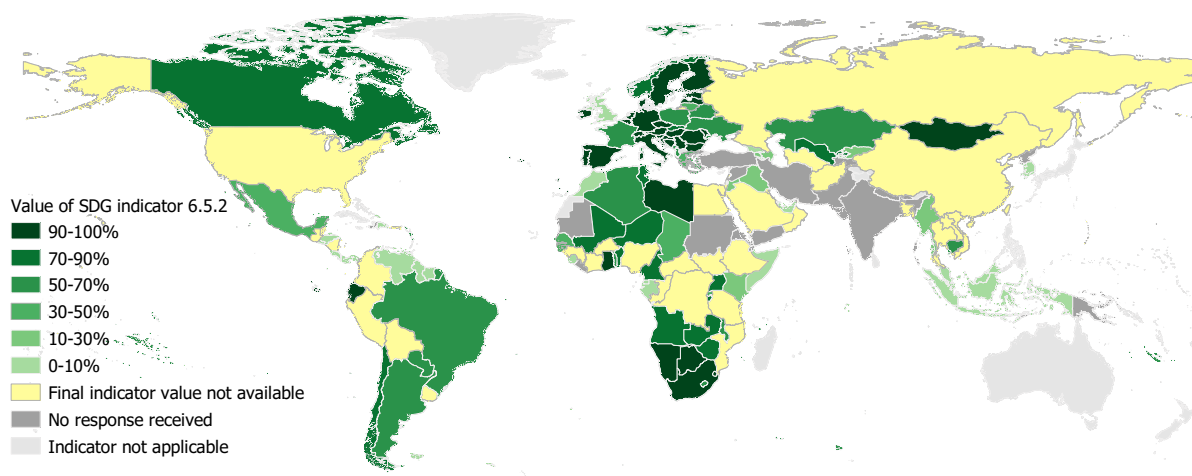 Value of SDG indicator 6.5.2
90-100%
70-90%
50-70%
30-50%
10-30%
0-10%
Final indicator value not available
No response received
Indicator not applicable